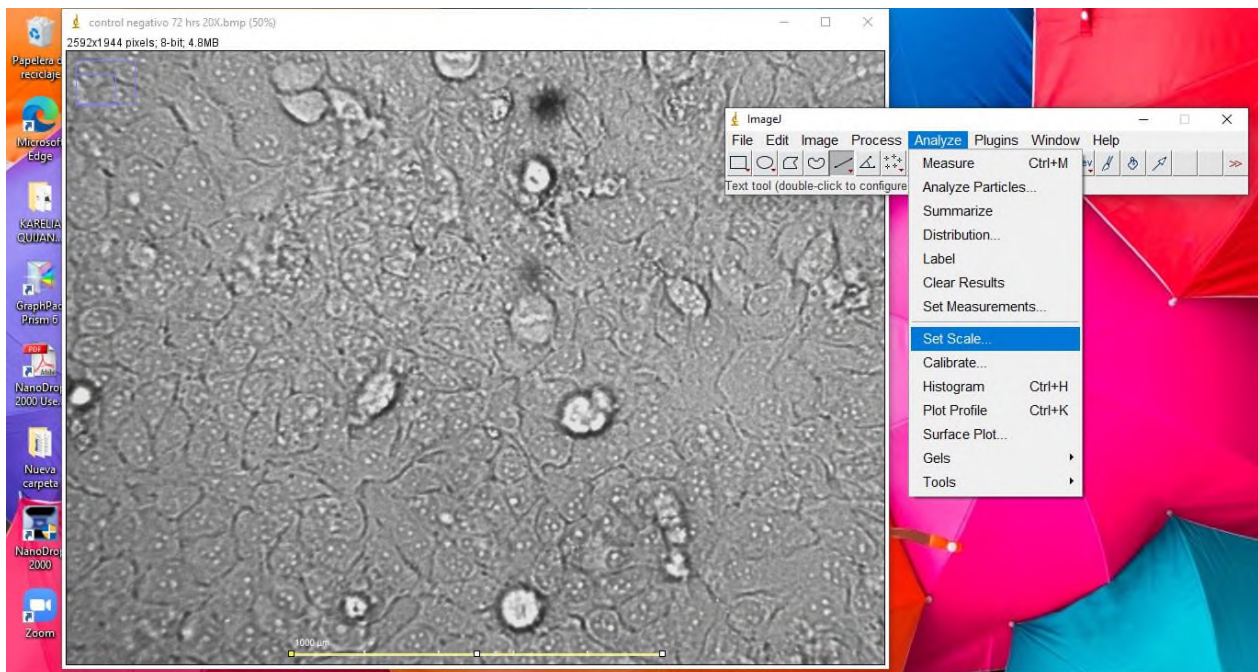 Papelera d
reciclaje
Microsof
Edge
KARELIA
QUIJAN...
GraphPad
Prism 6
PDF
Adobe
NanoDrop
2000 Use...
Nueva
carpeta
NanoDrop
2000
Zoom
control negativo 72 hrs 20X.bmp (50%)
2592x1944 pixels; 8-bit; 4.8MB
1000 µm
ImageJ
File Edit Image Process Analyze Plugins Window Help
Text tool (double-click to configure
Measure Ctrl+M
Analyze Particles...
Summarize
Distribution...
Label
Clear Results
Set Measurements...
Set Scale...
Calibrate...
Histogram Ctrl+H
Plot Profile Ctrl+K
Surface Plot...
Gels
Tools